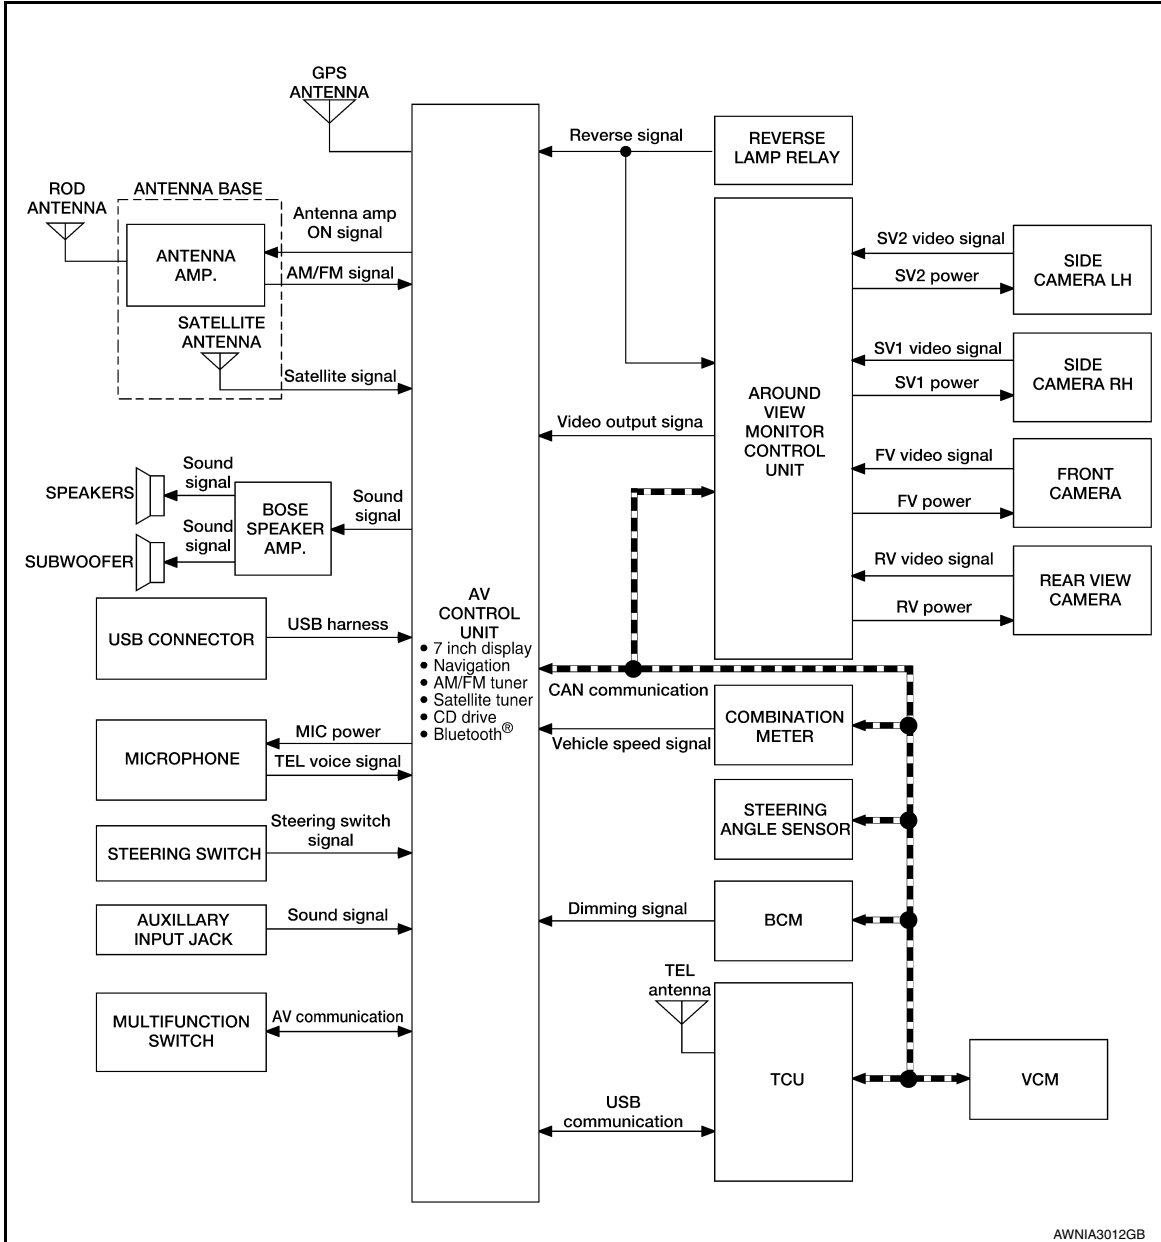 GPS
ANTENNA
ROD
ANTENNA
ANTENNA BASE
ANTENNA
AMP.
Antenna amp
ON signal
AM/FM signal
SATELLITE
ANTENNA
Satellite signal
SPEAKERS
Sound
signal
SUBWOOFER
Sound
signal
BOSE
SPEAKER
AMP.
Sound
signal
USB CONNECTOR
USB harness
MICROPHONE
MIC power
TEL voice signal
STEERING SWITCH
Steering switch
signal
AUXILLARY
INPUT JACK
Sound signal
MULTIFUNCTION
SWITCH
AV communication
AV
CONTROL
UNIT
• 7 inch display
• Navigation
• AM/FM tuner
• Satellite tuner
• CD drive
• Bluetooth®
Reverse signal
REVERSE
LAMP RELAY
Video output signa
AROUND
VIEW
MONITOR
CONTROL
UNIT
SV2 video signal
SV2 power
SIDE
CAMERA LH
SV1 video signal
SV1 power
SIDE
CAMERA RH
FV video signal
FV power
FRONT
CAMERA
RV video signal
RV power
REAR VIEW
CAMERA
CAN communication
Vehicle speed signal
COMBINATION
METER
STEERING
ANGLE SENSOR
Dimming signal
BCM
TEL
antenna
TCU
USB
communication
VCM
AWNIA3012GB